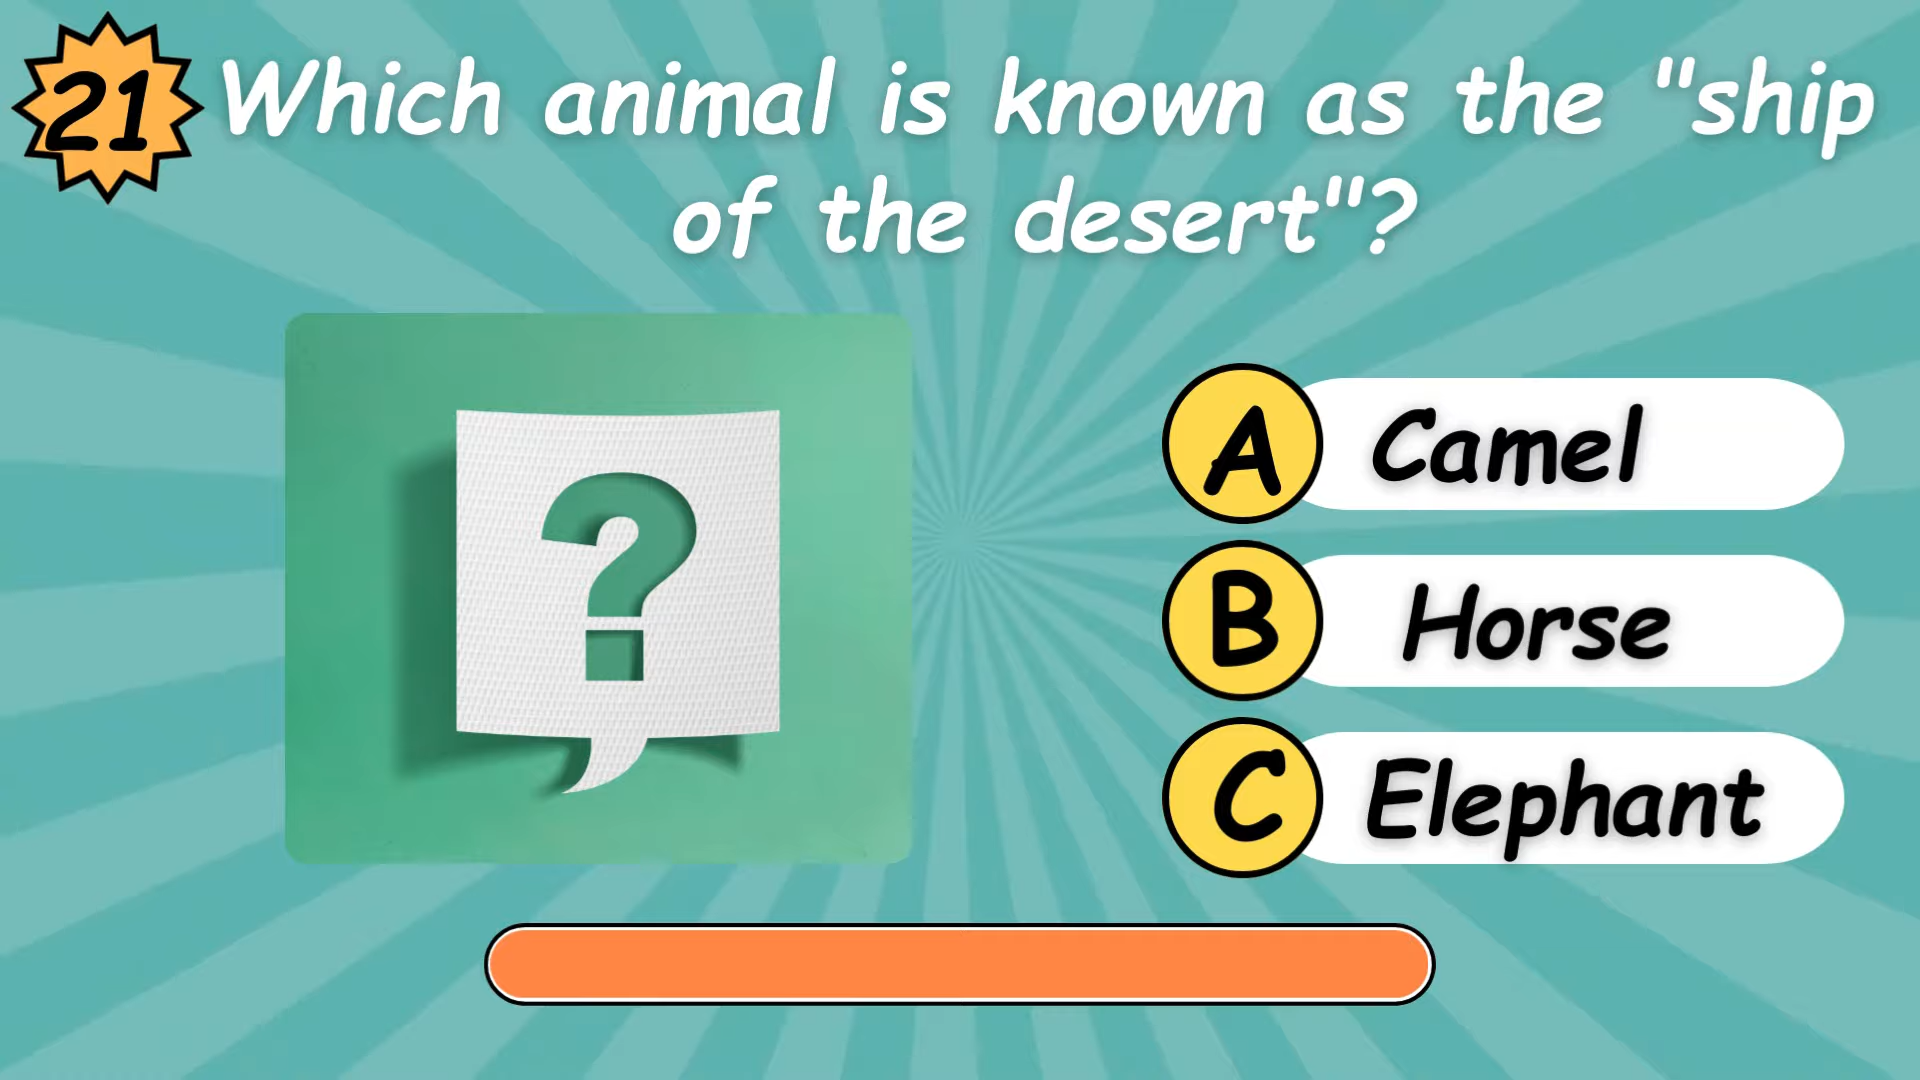 21
Which animal is known as the "ship
of the desert"?
?
A Camel
B Horse
C Elephant